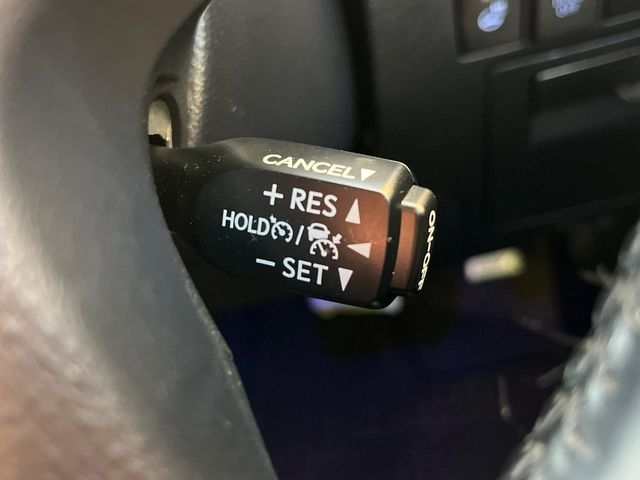 CANCEL▼
+RES▲
HOLD / ◀
−SET▼
ON-OFF